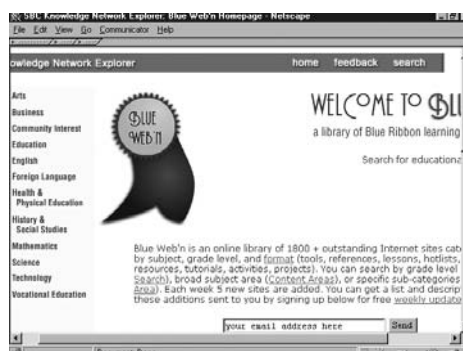 SBC Knowledge Network Explorer: Blue Web'n Homepage - Netscape
File Edit View Go Communicator Help
owledge Network Explorer
home feedback search
Arts
Business
Community Interest
Education
English
Foreign Language
Health &
Physical Education
History &
Social Studies
Mathematics
Science
Technology
Vocational Education
BLUE
WEB'N
WELCOME TO BLU
a library of Blue Ribbon learning
Search for educationa
Blue Web'n is an online library of 1800 + outstanding Internet sites cat
by subject, grade level, and format (tools, references, lessons, hotlists,
resources, tutorials, activities, projects). You can search by grade level
Search), broad subject area (Content Areas), or specific sub-categories
Area). Each week 5 new sites are added. You can get a list and descrip
these additions sent to you by signing up below for free weekly update
your email address here
Send